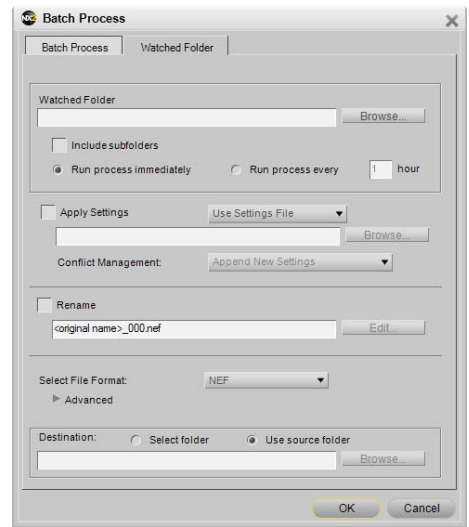 NX2 Batch Process
Batch Process Watched Folder
Watched Folder
Browse...
Include subfolders
Run process immediately Run process every 1 hour
Apply Settings Use Settings File
Browse...
Conflict Management: Append New Settings
Rename
<original name>_000.nef Edit...
Select File Format: NEF
Advanced
Destination: Select folder Use source folder
Browse...
OK Cancel